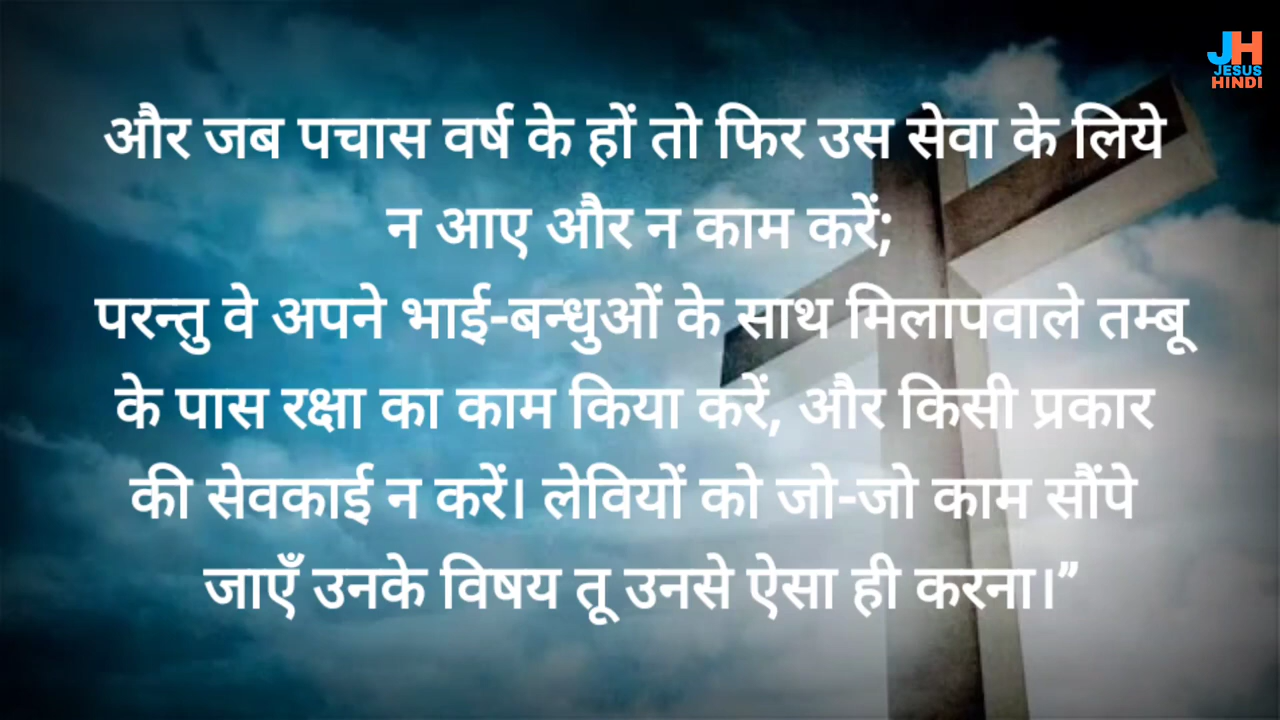 JH
JESUS
HINDI
और जब पचास वर्ष के हों तो फिर उस सेवा के लिये
न आए और न काम करें;
परन्तु वे अपने भाई-बन्धुओं के साथ मिलापवाले तम्बू
के पास रक्षा का काम किया करें, और किसी प्रकार
की सेवकाई न करें। लेवियों को जो-जो काम सौंपे
जाएँ उनके विषय तू उनसे ऐसा ही करना।”